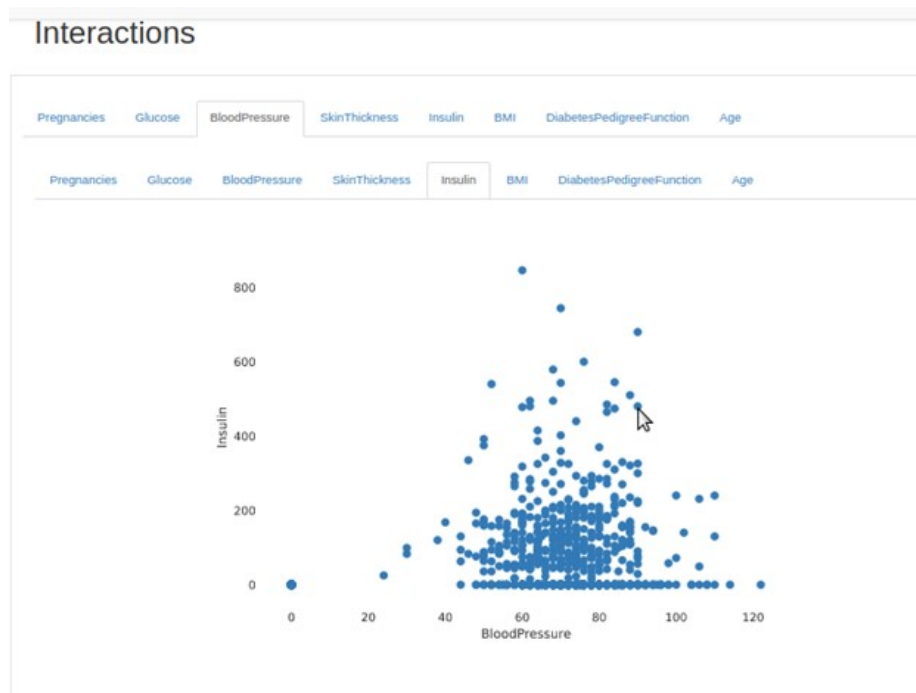 Interactions
Pregnancies Glucose BloodPressure SkinThickness Insulin BMI DiabetesPedigreeFunction Age
Pregnancies Glucose BloodPressure SkinThickness Insulin BMI DiabetesPedigreeFunction Age
800
600
400
200
0
Insulin
0 20 40 60 80 100 120
BloodPressure